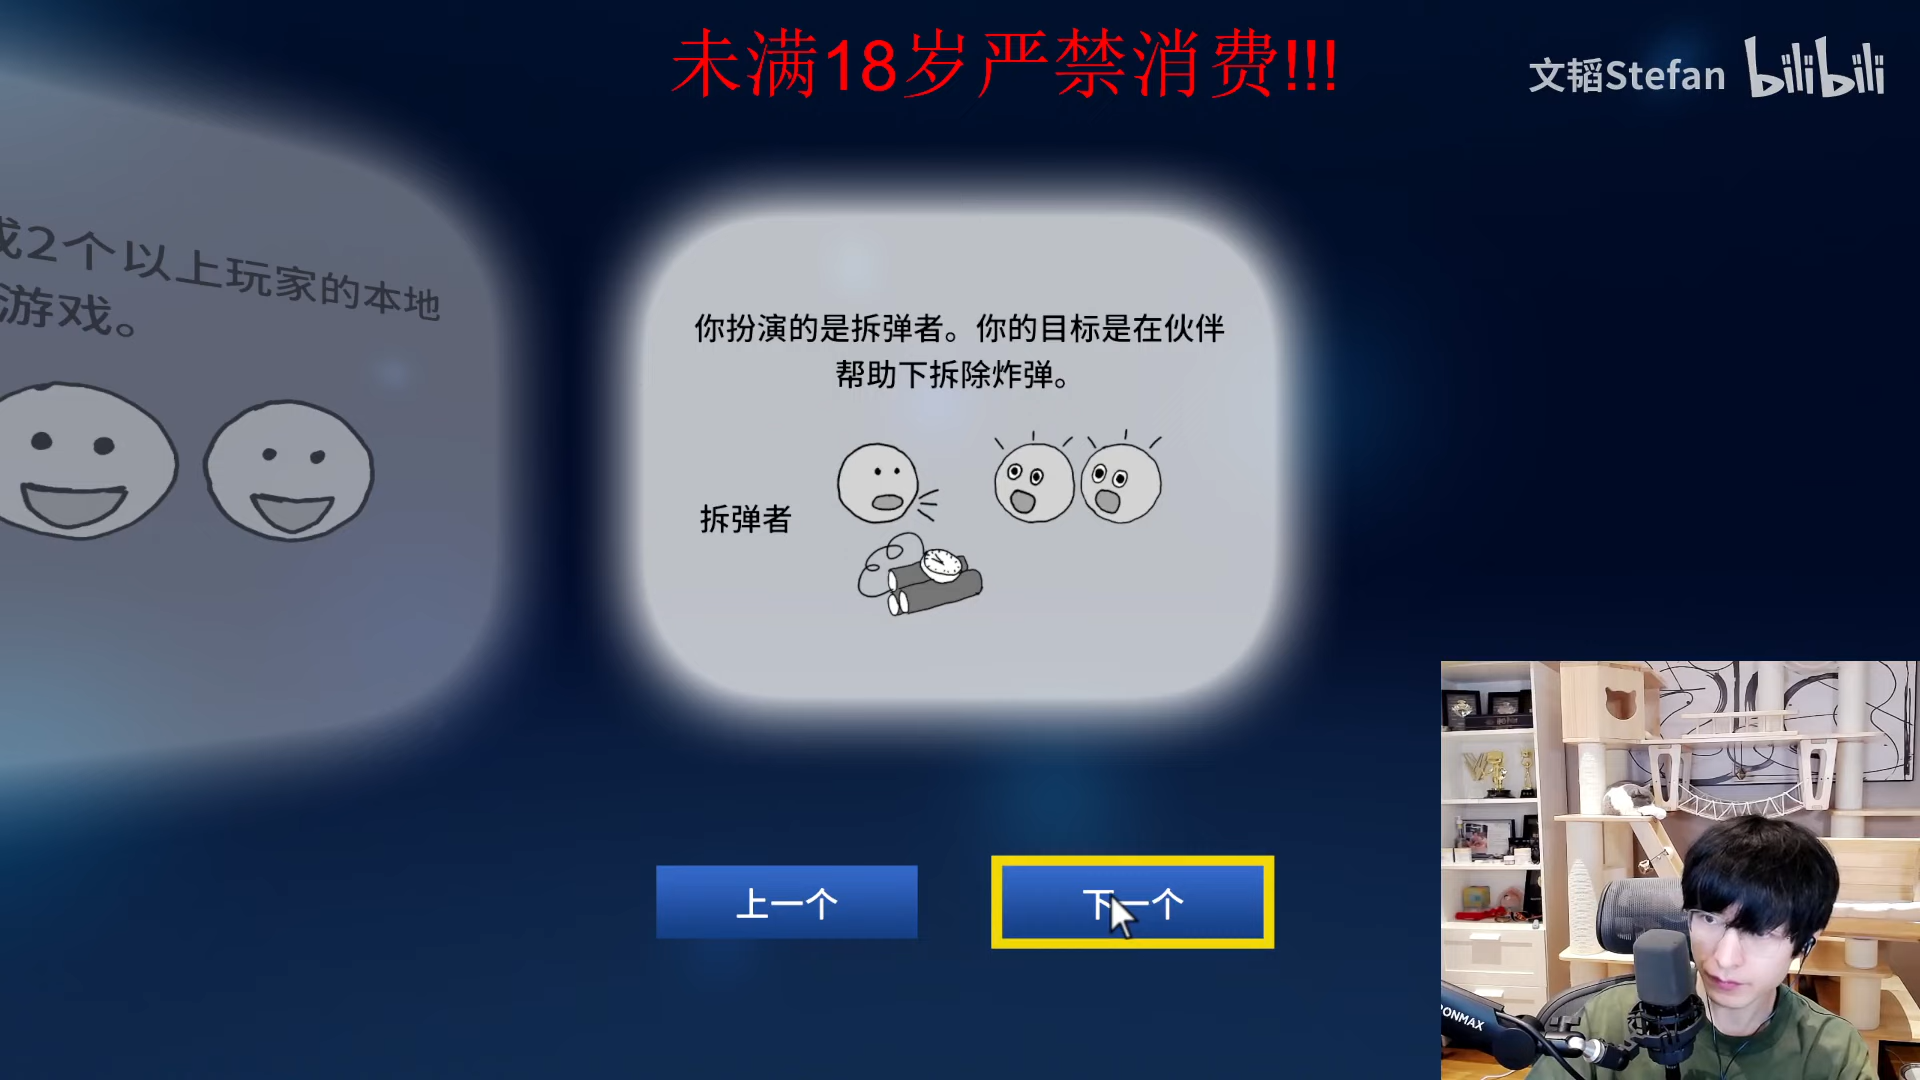 未满18岁严禁消费!!!
文韬Stefan bilibili
2个以上玩家的本地
游戏。
你扮演的是拆弹者。你的目标是在伙伴
帮助下拆除炸弹。
拆弹者
上一个
下一个
ONMAX